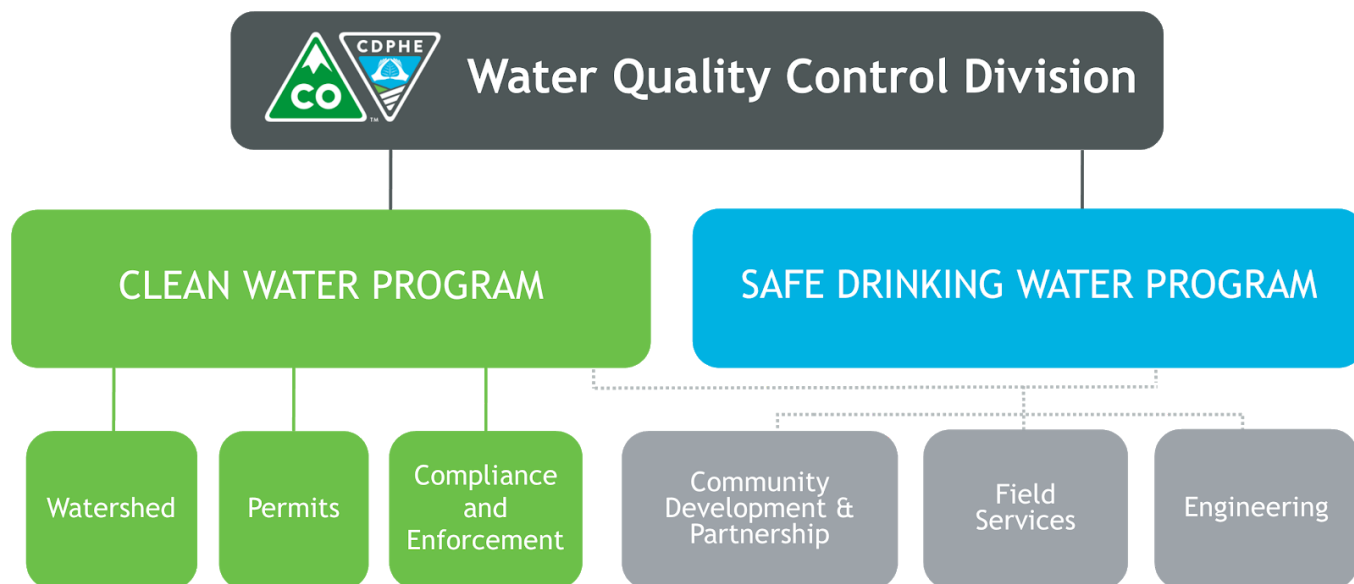 CDPHE
CO
TM
Water Quality Control Division
CLEAN WATER PROGRAM
SAFE DRINKING WATER PROGRAM
Watershed
Permits
Compliance
and
Enforcement
Community
Development &
Partnership
Field
Services
Engineering